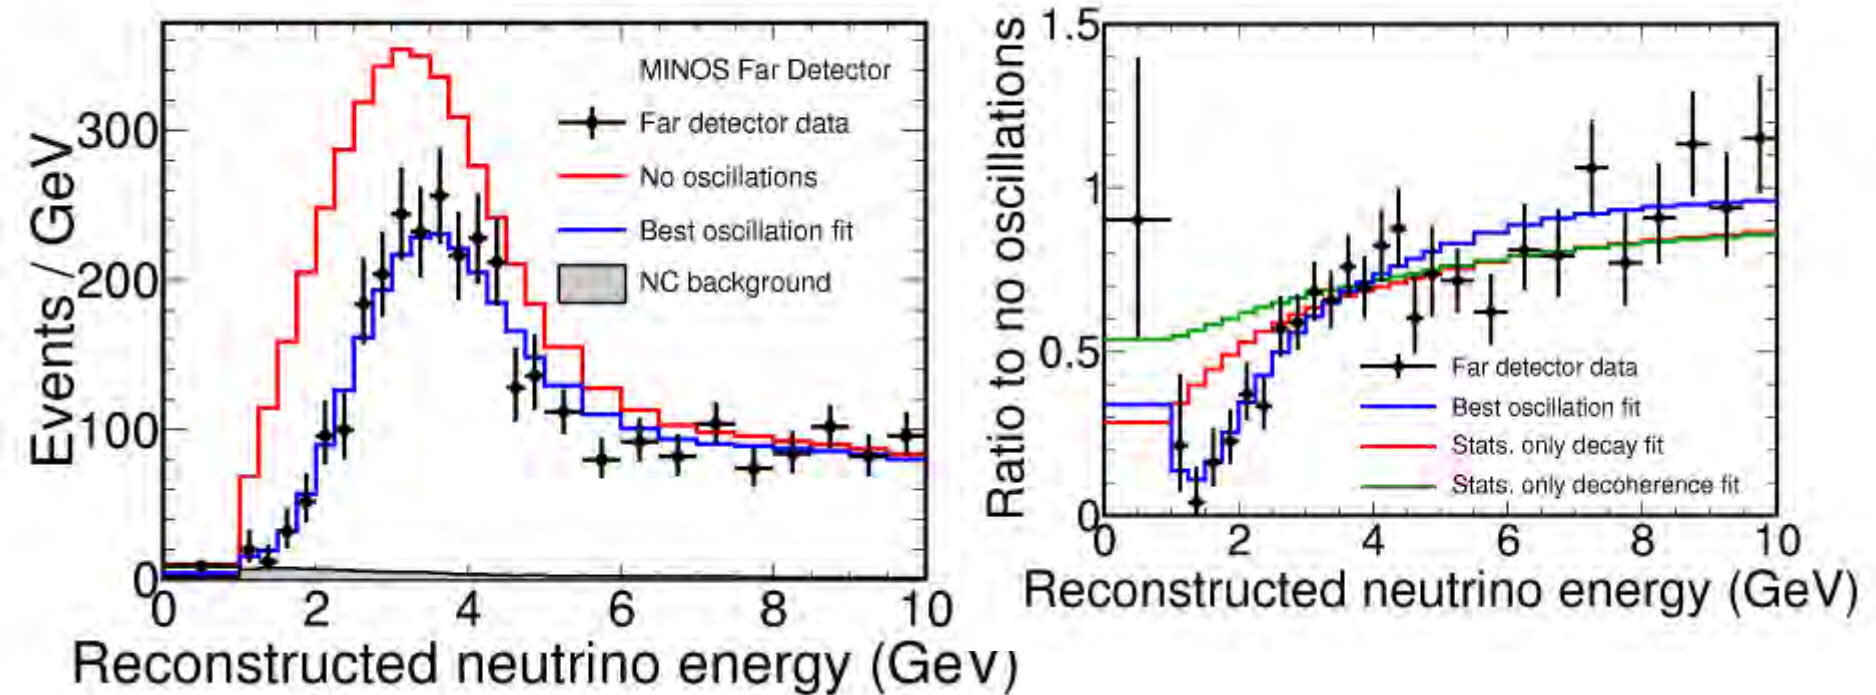 Events / GeV
300
200
100
0
0 2 4 6 8 10
Reconstructed neutrino energy (GeV)
MINOS Far Detector
Far detector data
No oscillations
Best oscillation fit
NC background
Ratio to no oscillations
1.5
1
0.5
0
0 2 4 6 8 10
Reconstructed neutrino energy (GeV)
Far detector data
Best oscillation fit
Stats. only decay fit
Stats. only decoherence fit